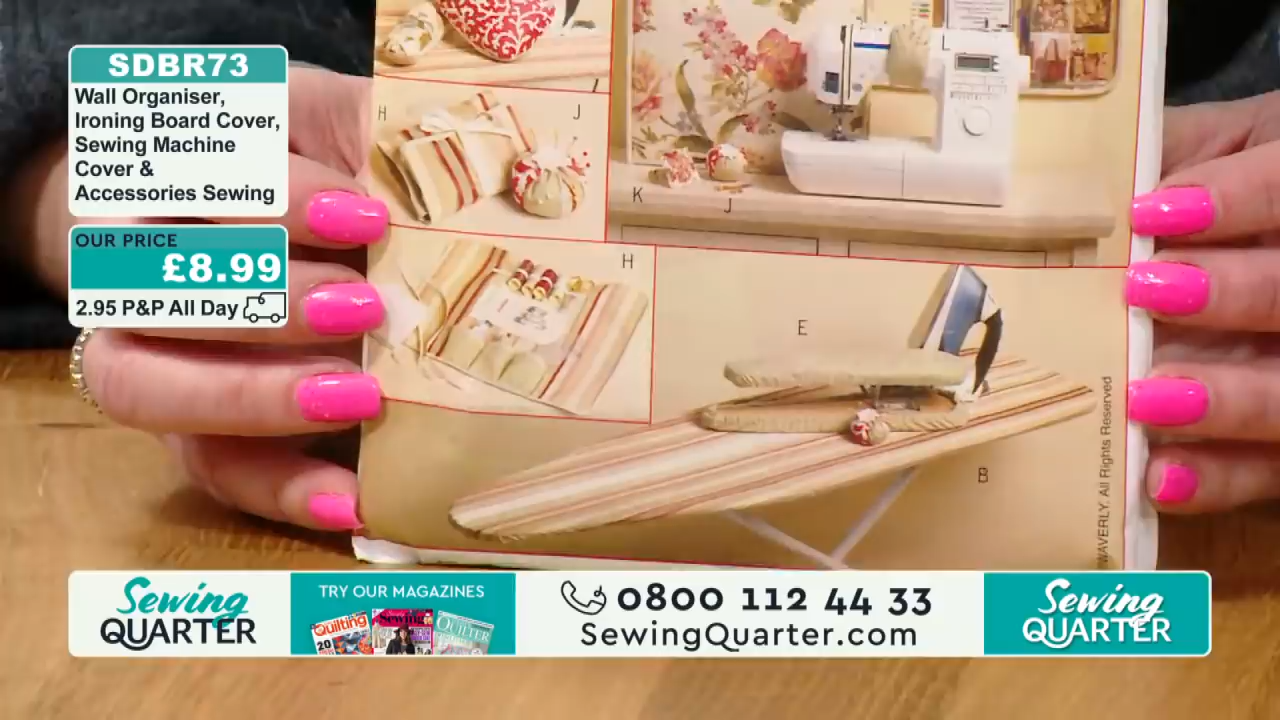 SDBR73
Wall Organiser,
Ironing Board Cover,
Sewing Machine
Cover &
Accessories Sewing
OUR PRICE
£8.99
2.95 P&P All Day
L
H
J
K
J
H
E
B
WAVERLY. All Rights Reserved
Sewing
QUARTER
TRY OUR MAGAZINES
Quilting
20
Sewing
QUILTER
0800 112 44 33
SewingQuarter.com
Sewing
QUARTER